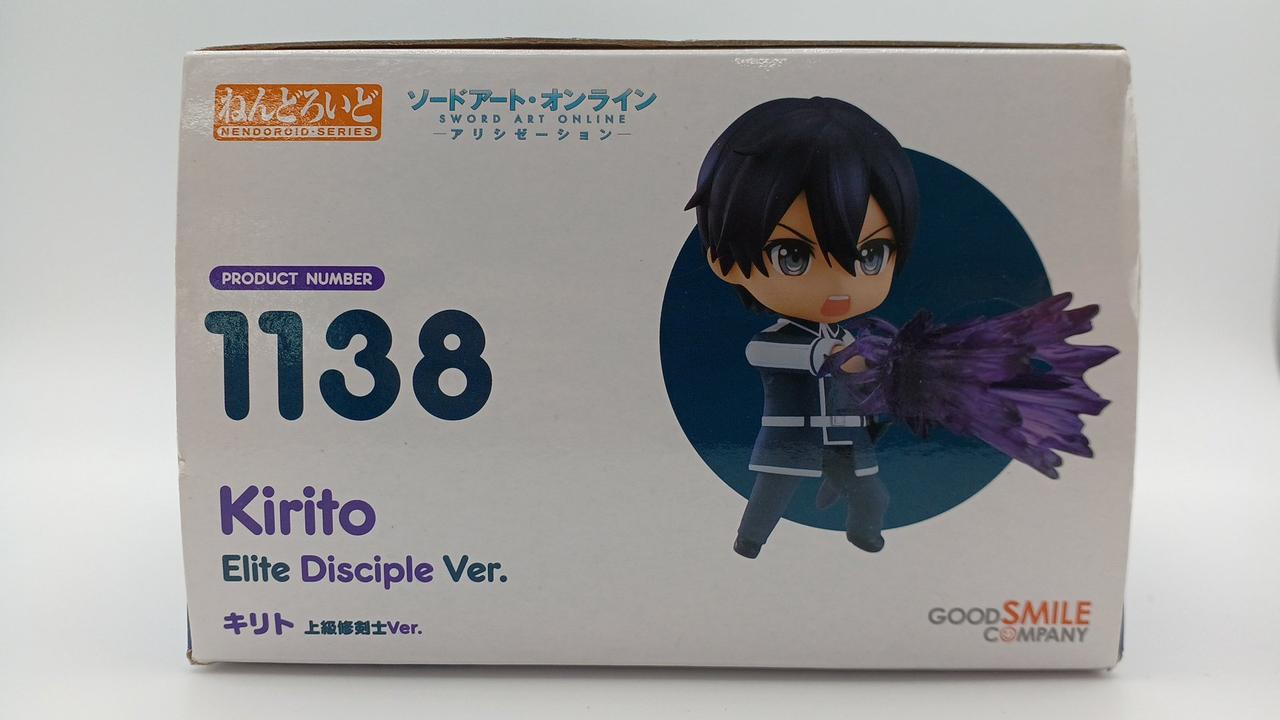 ねんどろいど
NENDOROID・SERIES
ソードアート・オンライン
SWORD ART ONLINE
―アリシゼーション―
PRODUCT NUMBER
1138
Kirito
Elite Disciple Ver.
キリト 上級修剣士Ver.
GOOD SMILE
COMPANY